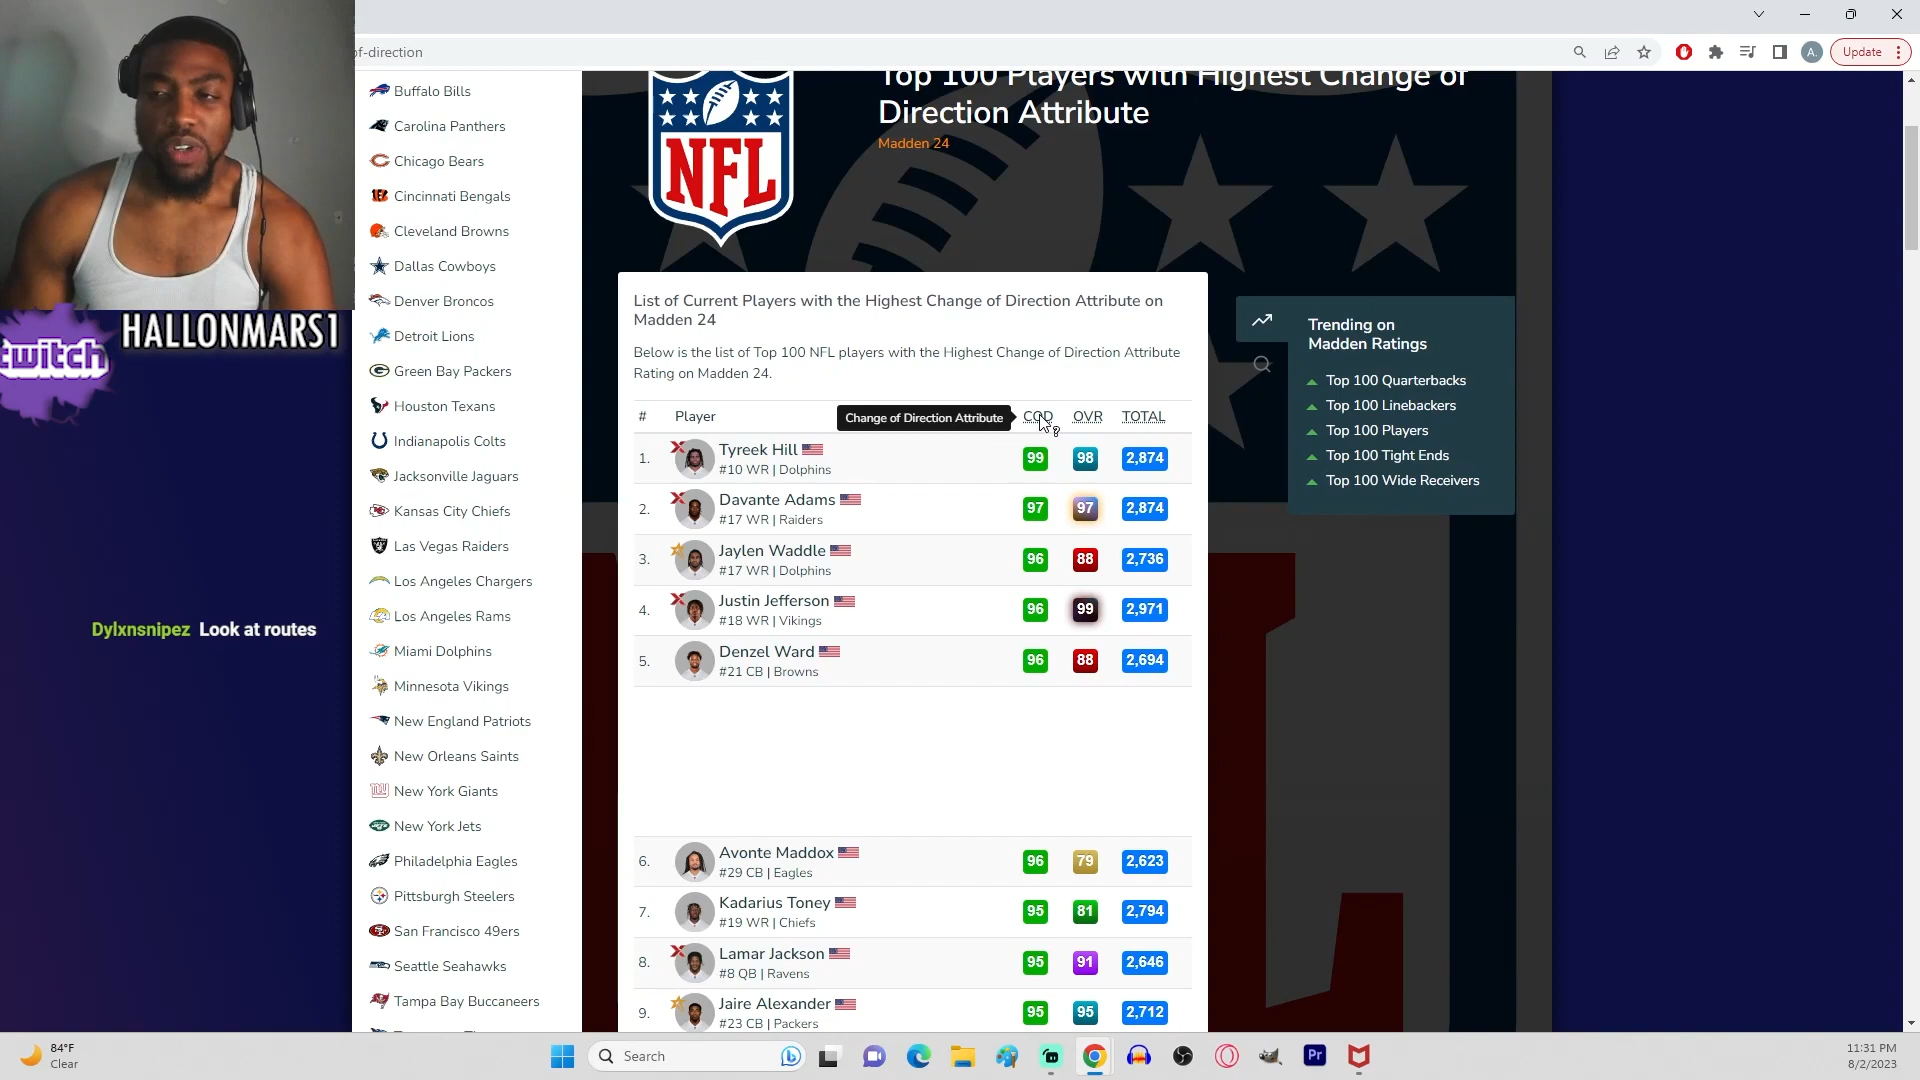 of-direction
Update
A.
Buffalo Bills
Carolina Panthers
Chicago Bears
Cincinnati Bengals
Cleveland Browns
Dallas Cowboys
Denver Broncos
Detroit Lions
Green Bay Packers
Houston Texans
Indianapolis Colts
Jacksonville Jaguars
Kansas City Chiefs
Las Vegas Raiders
Los Angeles Chargers
Los Angeles Rams
Miami Dolphins
Minnesota Vikings
New England Patriots
New Orleans Saints
New York Giants
New York Jets
Philadelphia Eagles
Pittsburgh Steelers
San Francisco 49ers
Seattle Seahawks
Tampa Bay Buccaneers
twitch
HALLONMARS1
Dylxnsnipez Look at routes
NFL
Top 100 Players with Highest Change of
Direction Attribute
Madden 24
List of Current Players with the Highest Change of Direction Attribute on
Madden 24
Below is the list of Top 100 NFL players with the Highest Change of Direction Attribute
Rating on Madden 24.
# Player Change of Direction Attribute COD OVR TOTAL
1. Tyreek Hill 99 98 2,874
#10 WR | Dolphins
2. Davante Adams 97 97 2,874
#17 WR | Raiders
3. Jaylen Waddle 96 88 2,736
#17 WR | Dolphins
4. Justin Jefferson 96 99 2,971
#18 WR | Vikings
5. Denzel Ward 96 88 2,694
#21 CB | Browns
6. Avonte Maddox 96 79 2,623
#29 CB | Eagles
7. Kadarius Toney 95 81 2,794
#19 WR | Chiefs
8. Lamar Jackson 95 91 2,646
#8 QB | Ravens
9. Jaire Alexander 95 95 2,712
#23 CB | Packers
Trending on
Madden Ratings
Top 100 Quarterbacks
Top 100 Linebackers
Top 100 Players
Top 100 Tight Ends
Top 100 Wide Receivers
84°F
Clear
Search
Pr
11:31 PM
8/2/2023